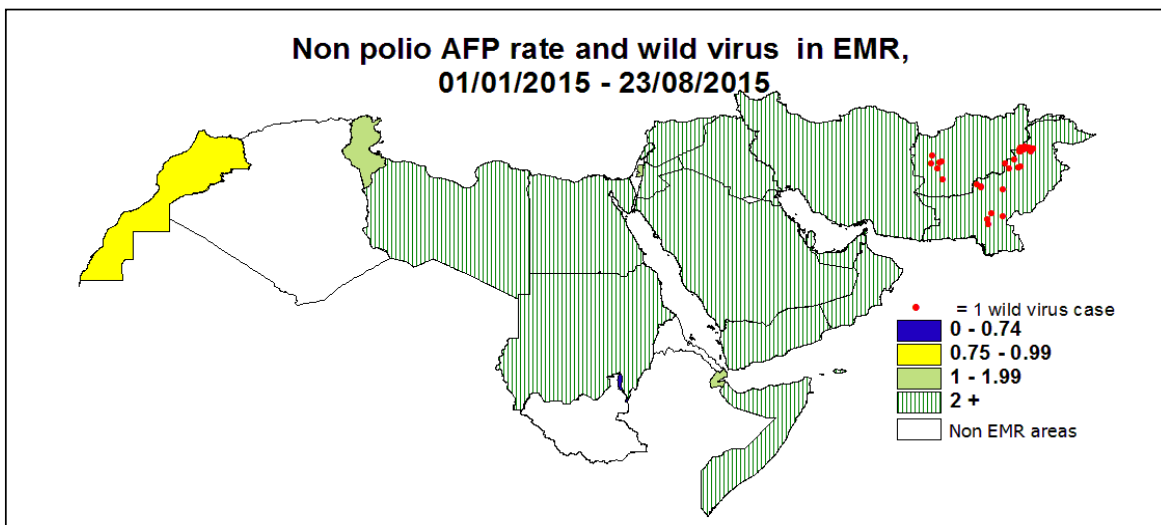 Non polio AFP rate and wild virus in EMR,
01/01/2015 - 23/08/2015
= 1 wild virus case
0 - 0.74
0.75 - 0.99
1 - 1.99
2 +
Non EMR areas